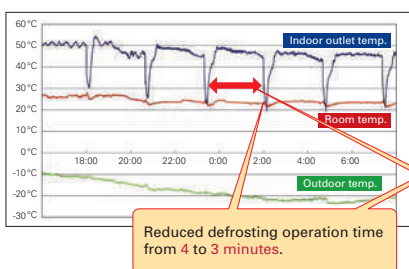 60°C
50°C
Indoor outlet temp.
40°C
30°C
20°C
Room temp.
10°C
0°C
18:00 20:00 22:00 0:00 2:00 4:00 6:00
-10°C
Outdoor temp.
-20°C
-30°C
Reduced defrosting operation time
from 4 to 3 minutes.